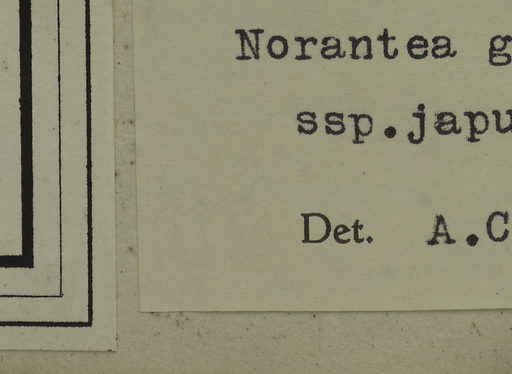 Norantea g
ssp.japu
Det. A.C